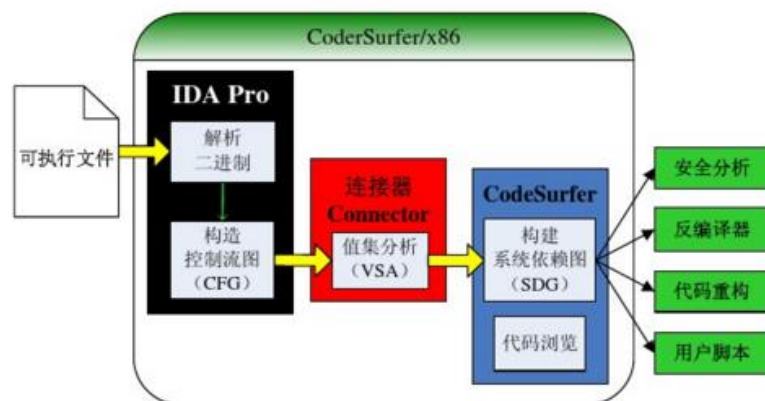 CoderSurfer/x86
可执行文件
IDA Pro
解析
二进制
构造
控制流图
（CFG）
连接器
Connector
值集分析
（VSA）
CodeSurfer
构建
系统依赖图
（SDG）
代码浏览
安全分析
反编译器
代码重构
用户脚本